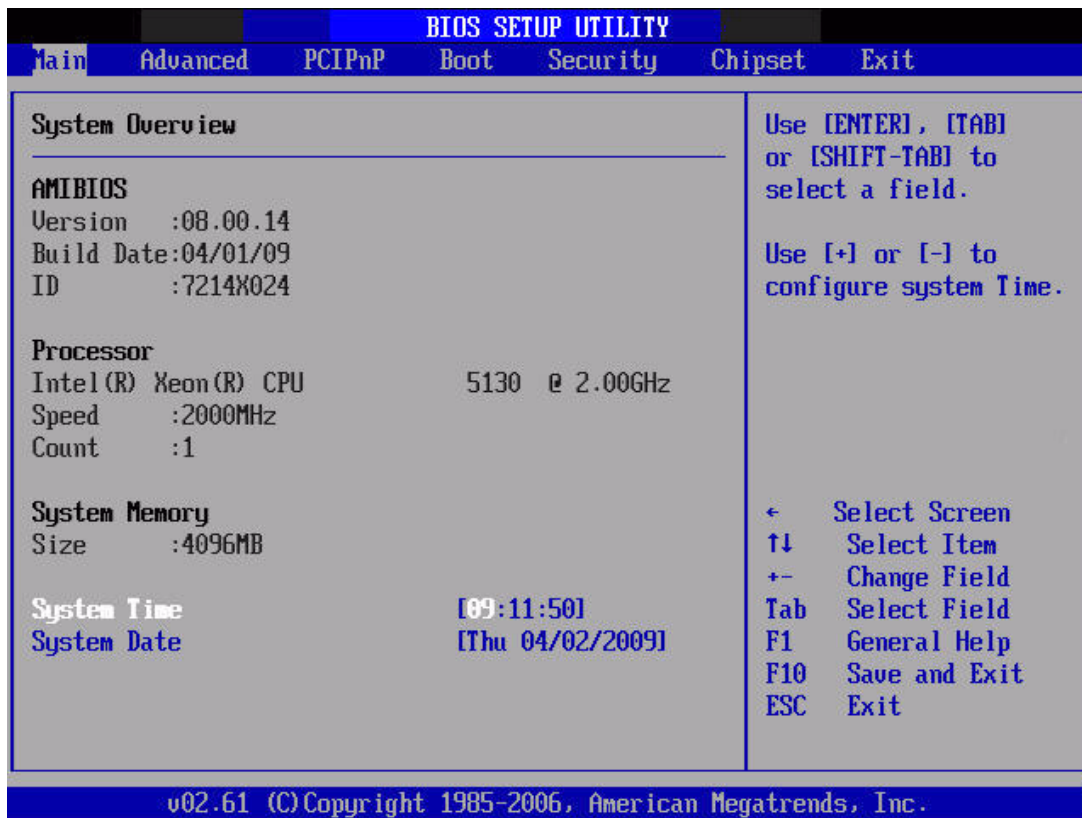 BIOS SETUP UTILITY
Main Advanced PCIPnP Boot Security Chipset Exit
System Overview
AMIBIOS
Version :08.00.14
Build Date:04/01/09
ID :7214X024
Processor
Intel(R) Xeon(R) CPU 5130 @ 2.00GHz
Speed :2000MHz
Count :1
System Memory
Size :4096MB
System Time [09:11:50]
System Date [Thu 04/02/2009]
Use [ENTER], [TAB]
or [SHIFT-TAB] to
select a field.
Use [+] or [-] to
configure system Time.
← Select Screen
↑↓ Select Item
+- Change Field
Tab Select Field
F1 General Help
F10 Save and Exit
ESC Exit
v02.61 (C)Copyright 1985-2006, American Megatrends, Inc.